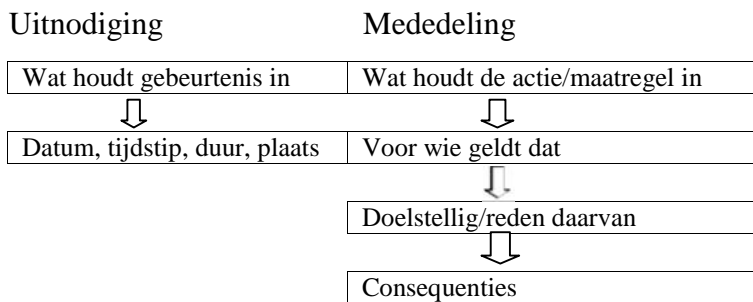 Uitnodiging Mededeling
Wat houdt gebeurtenis in Wat houdt de actie/maatregel in
Datum, tijdstip, duur, plaats Voor wie geldt dat
Doelstellig/reden daarvan
Consequenties